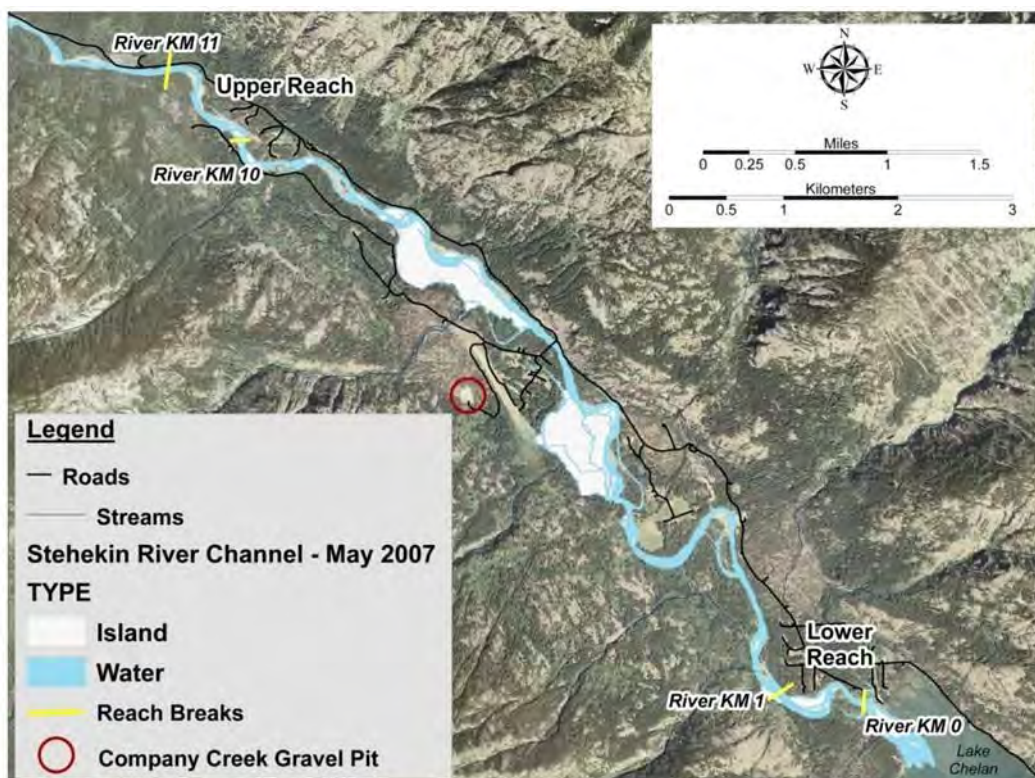 River KM 11
Upper Reach
River KM 10
N
W E
S
Miles
0 0.25 0.5 1 1.5
Kilometers
0 0.5 1 2 3
Legend
Roads
Streams
Stehekin River Channel - May 2007
TYPE
Island
Water
Reach Breaks
Company Creek Gravel Pit
Lower
Reach
River KM 1
River KM 0
Lake
Chelan